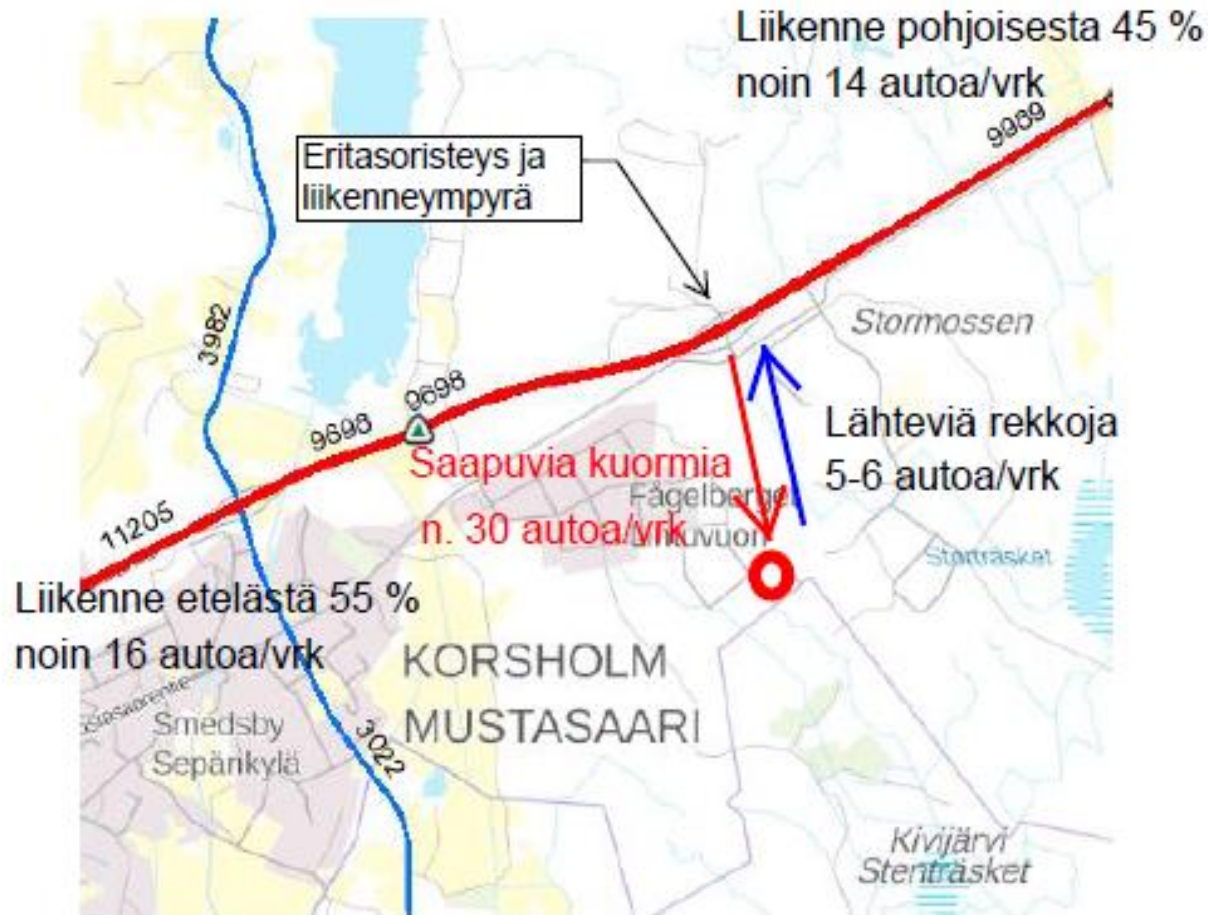 Liikenne pohjoisesta 45 %
noin 14 autoa/vrk
9989
Eritasoristeys ja
liikenneympyrä
3982
Stormossen
9698
9698
Lähteviä rekkoja
5-6 autoa/vrk
Saapuvia kuormia
n. 30 autoa/vrk
11205
Storträsket
Liikenne etelästä 55 %
noin 16 autoa/vrk
KORSHOLM
MUSTASAARI
Smedsby
Sepänkylä
3022
Kivijärvi
Stenträsket